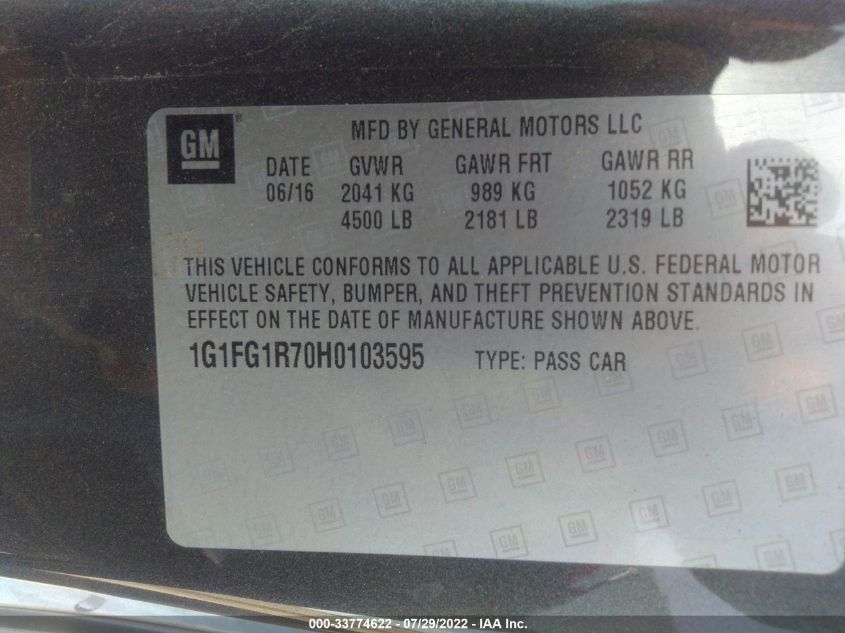 MFD BY GENERAL MOTORS LLC
GM ®
DATE GVWR GAWR FRT GAWR RR
06/16 2041 KG 989 KG 1052 KG
4500 LB 2181 LB 2319 LB
THIS VEHICLE CONFORMS TO ALL APPLICABLE U.S. FEDERAL MOTOR
VEHICLE SAFETY, BUMPER, AND THEFT PREVENTION STANDARDS IN
EFFECT ON THE DATE OF MANUFACTURE SHOWN ABOVE.
1G1FG1R70H0103595 TYPE: PASS CAR
000-33774622 - 07/29/2022 - IAA Inc.